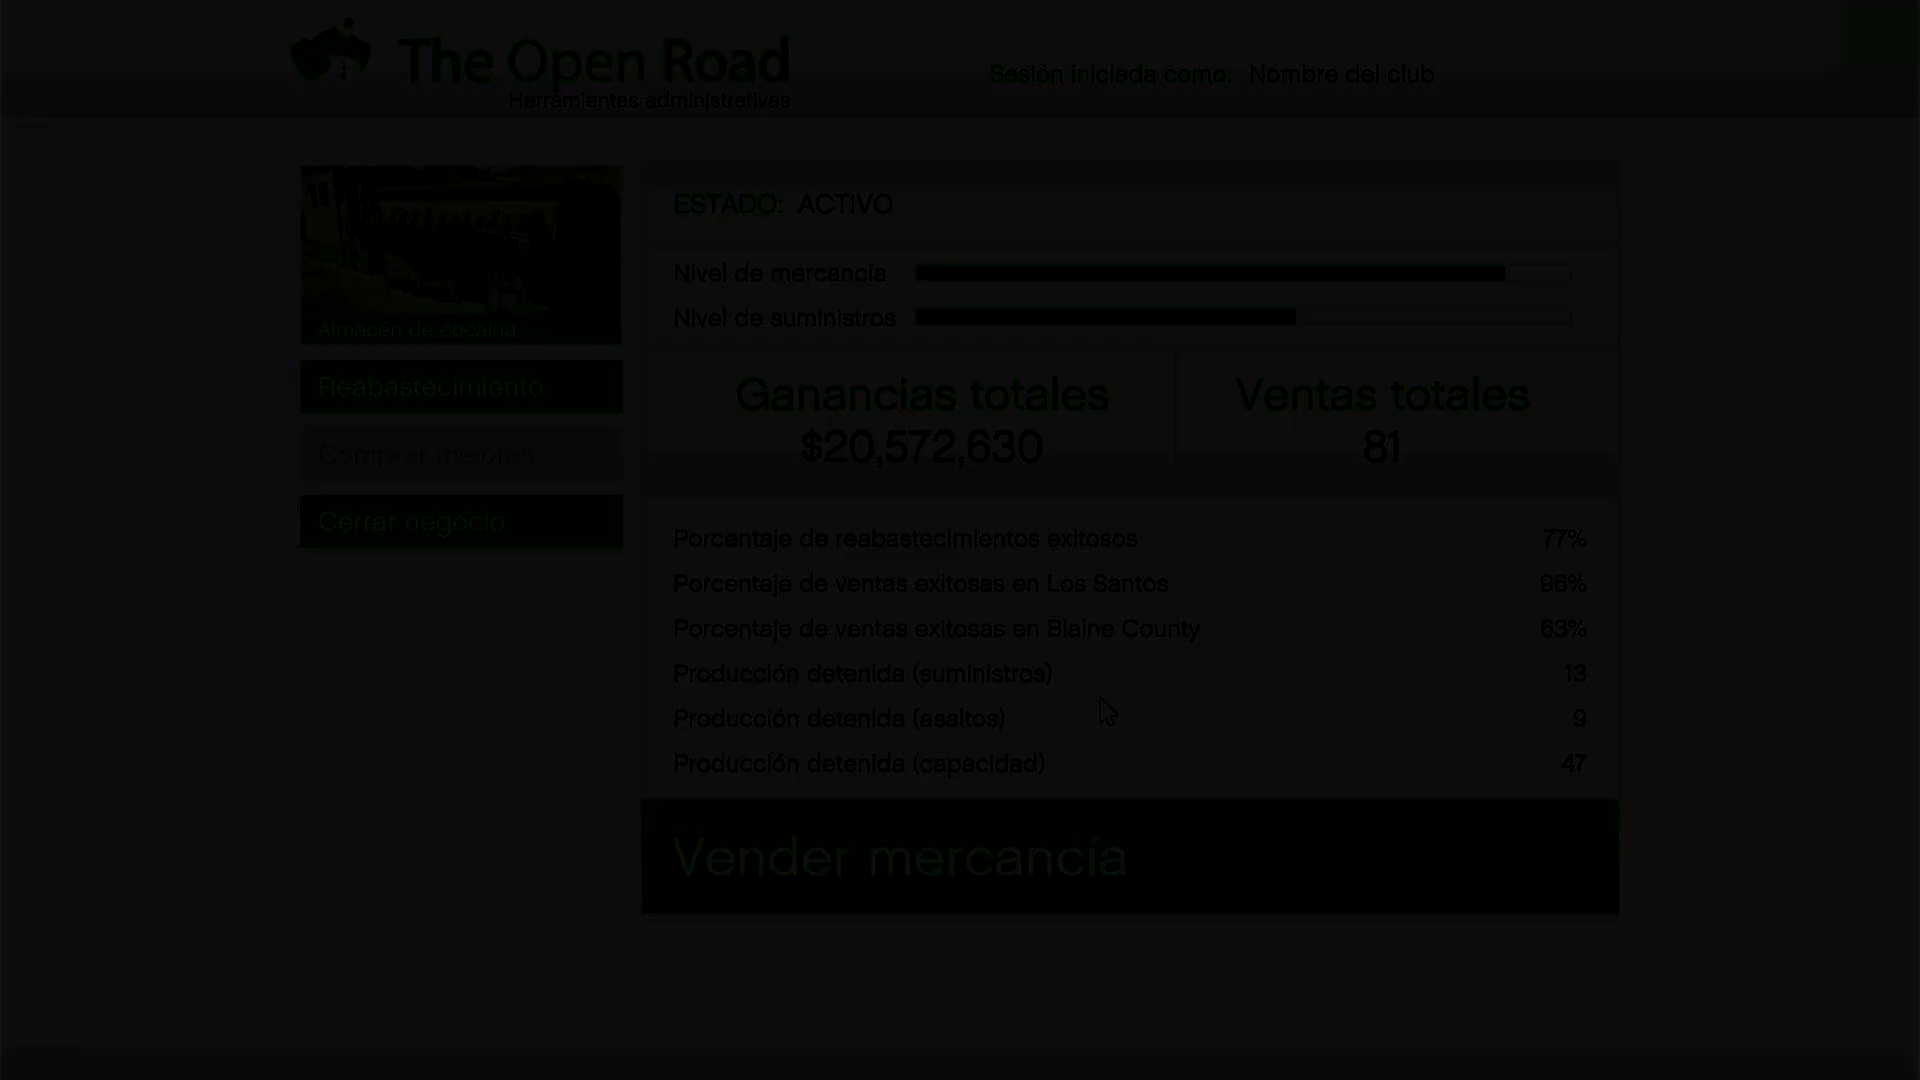 The Open Road
Herramientas administrativas
Sesión iniciada como: Nombre del club
Almacén de cocaína
Reabastecimiento
Comprar mejoras
Cerrar negocio
ESTADO: ACTIVO
Nivel de mercancía
Nivel de suministros
Ganancias totales
$20,572,630
Ventas totales
81
Porcentaje de reabastecimientos exitosos 77%
Porcentaje de ventas exitosas en Los Santos 96%
Porcentaje de ventas exitosas en Blaine County 63%
Producción detenida (suministros) 13
Producción detenida (asaltos) 9
Producción detenida (capacidad) 47
Vender mercancía